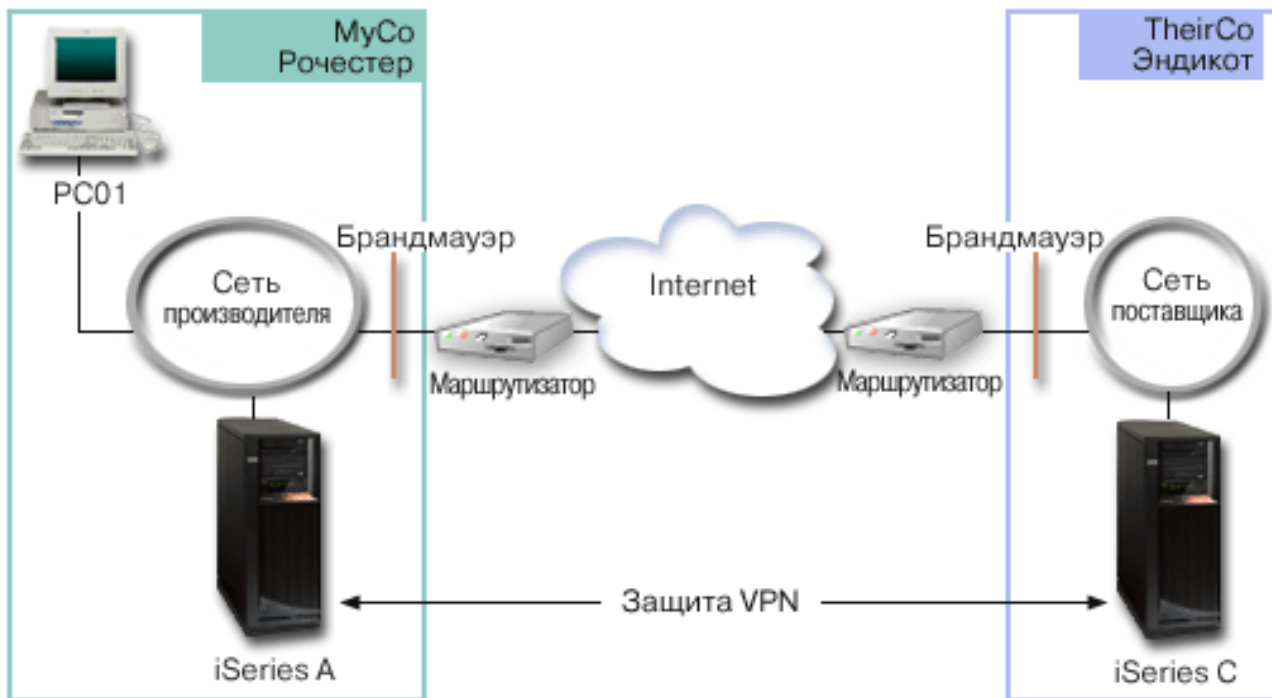 MyCo
Рочестер
TheirCo
Эндикот
PC01
Брандмауэр
Брандмауэр
Сеть
производителя
Internet
Сеть
поставщика
Маршрутизатор
Маршрутизатор
Защита VPN
iSeries A
iSeries C